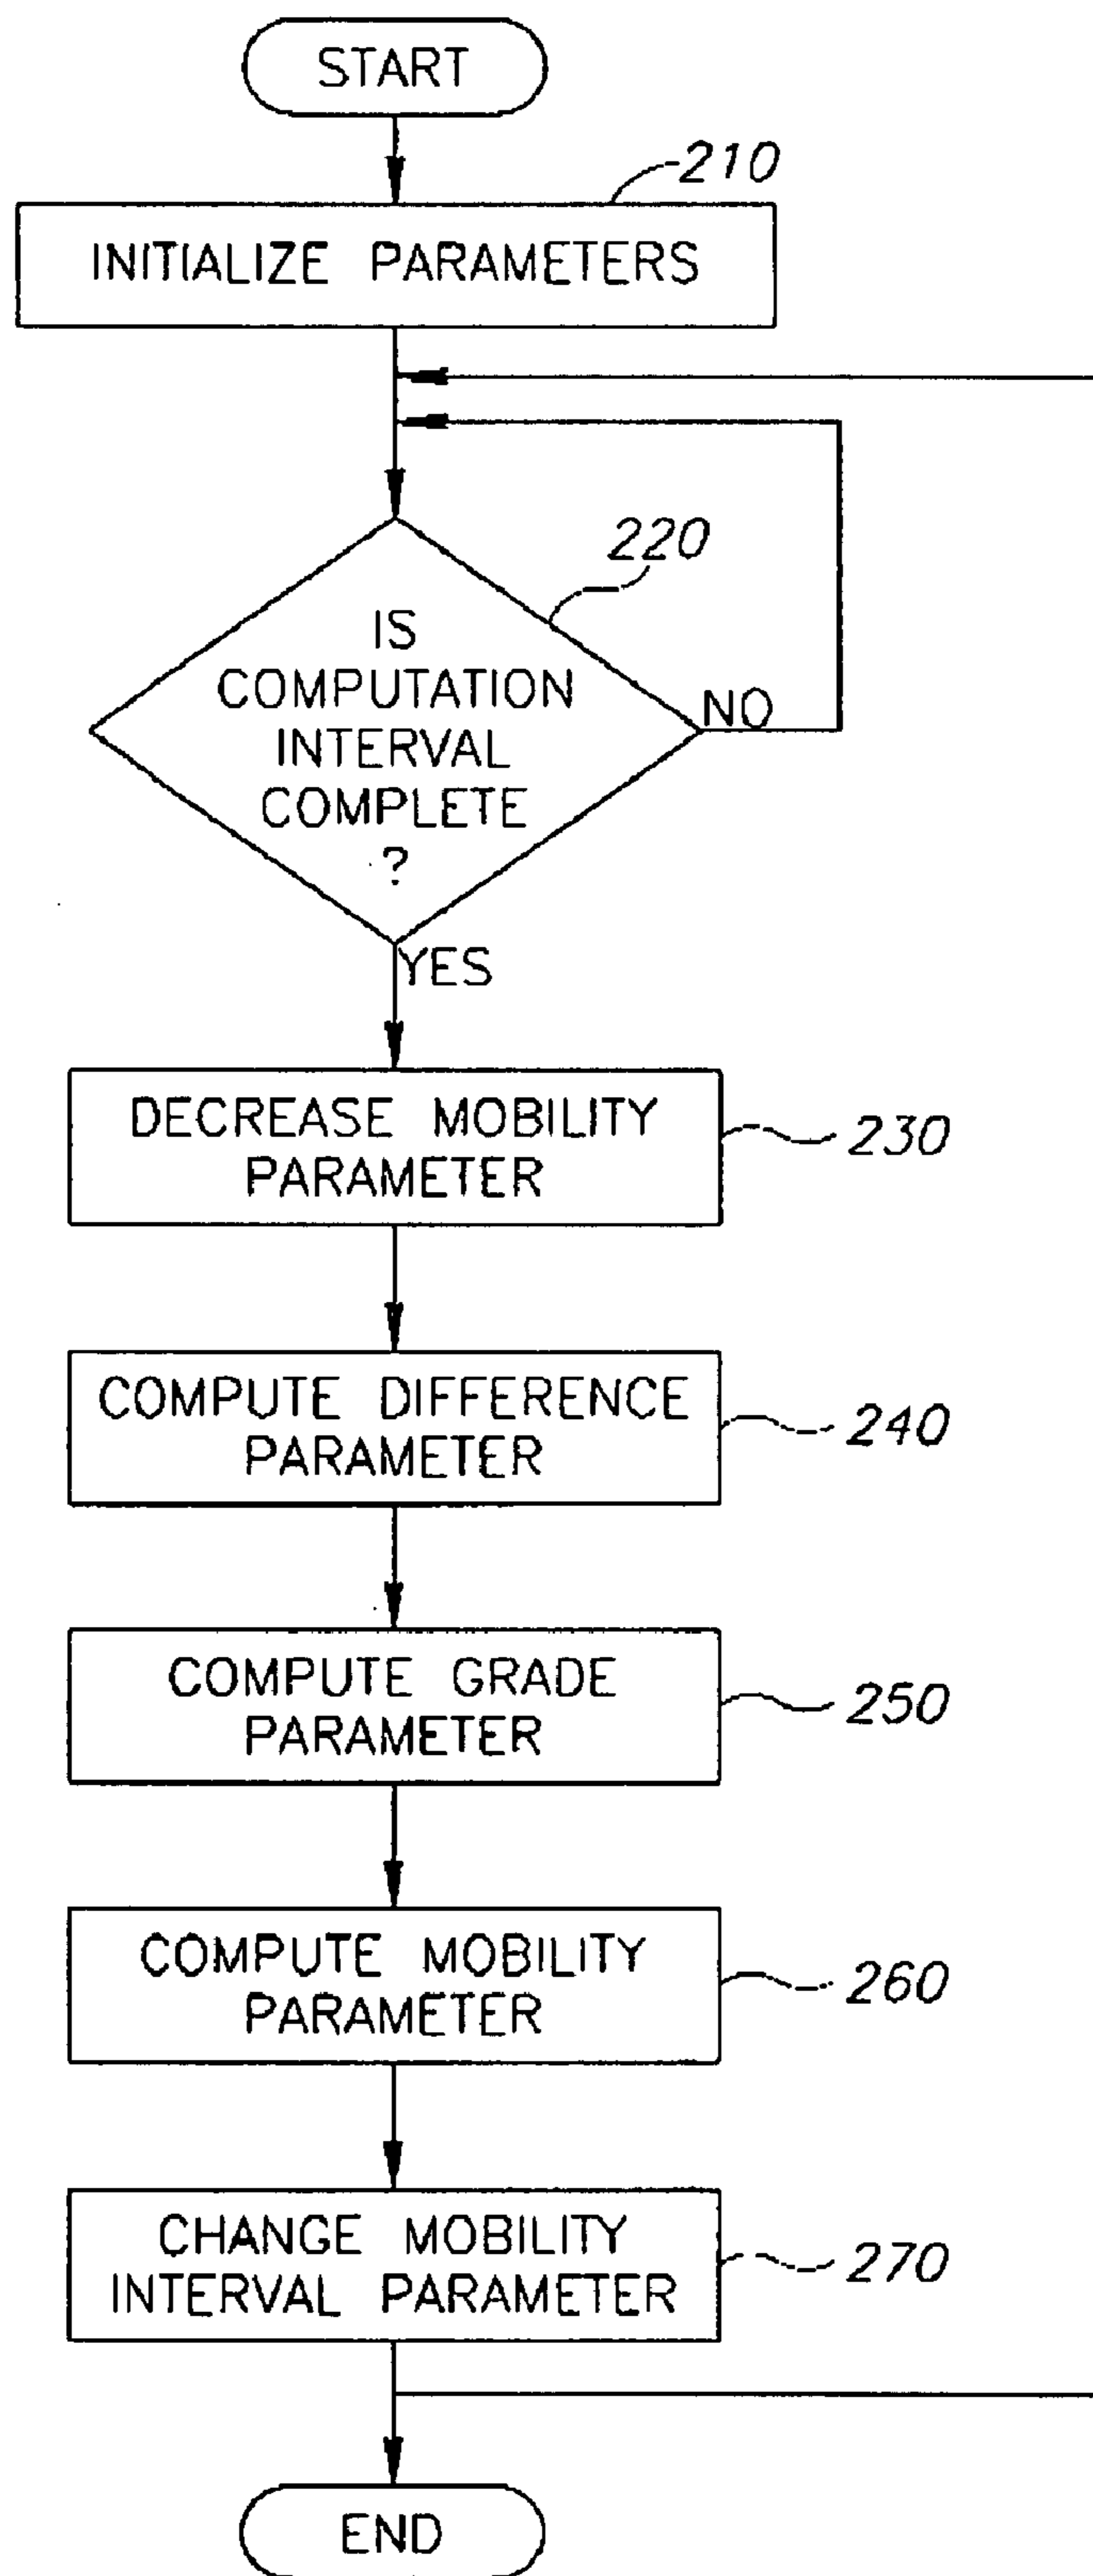 START
210
INITIALIZE PARAMETERS
220
IS
COMPUTATION
INTERVAL
COMPLETE
?
NO
YES
DECREASE MOBILITY
PARAMETER
230
COMPUTE DIFFERENCE
PARAMETER
240
COMPUTE GRADE
PARAMETER
250
COMPUTE MOBILITY
PARAMETER
260
CHANGE MOBILITY
INTERVAL PARAMETER
270
END